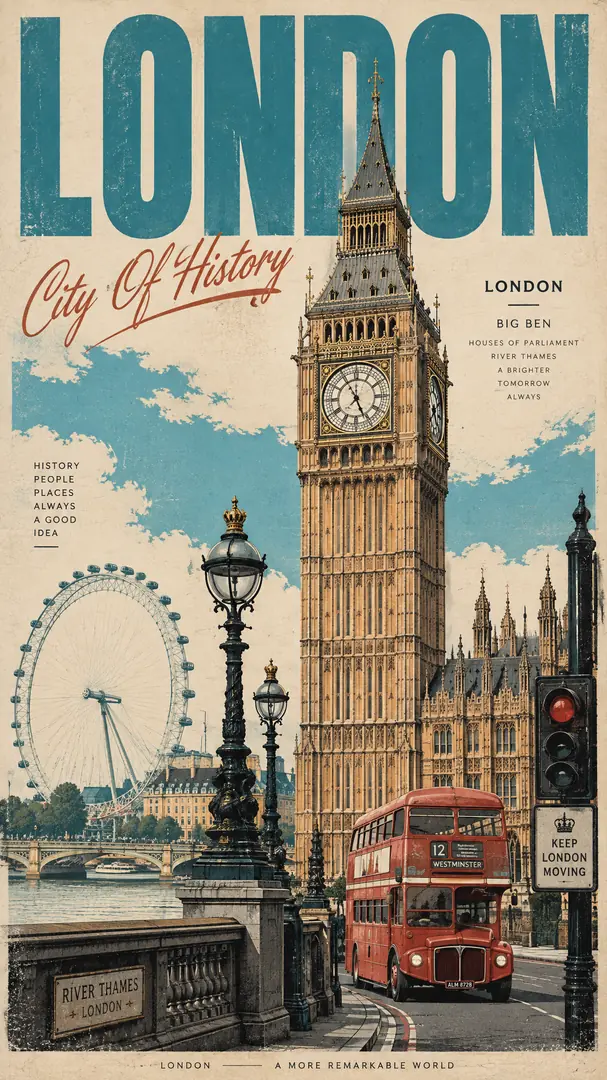 LONDON
City Of History
LONDON
BIG BEN
HOUSES OF PARLIAMENT
RIVER THAMES
A BRIGHTER
TOMORROW
ALWAYS
HISTORY
PEOPLE
PLACES
ALWAYS
A GOOD
IDEA
KEEP
LONDON
MOVING
12
WESTMINSTER
ALM 8728
RIVER THAMES
LONDON
LONDON
A MORE REMARKABLE WORLD